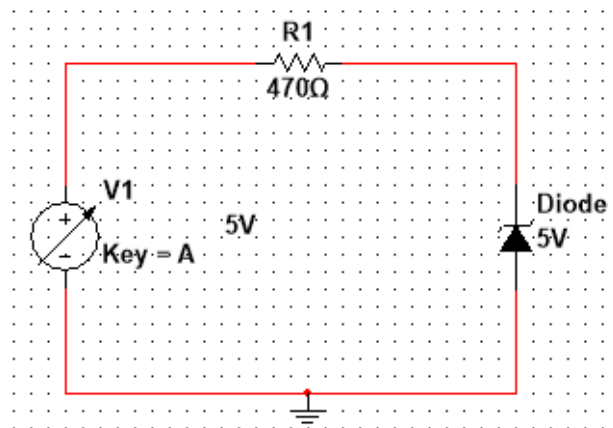 R1
470Ω
V1
Key = A
5V
Diode
5V